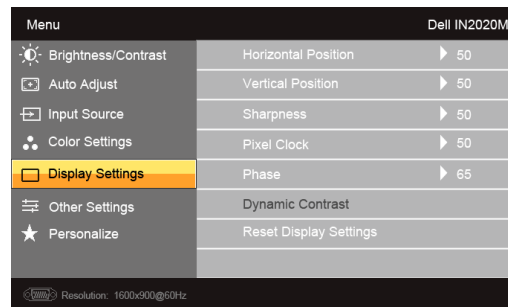 Menu Dell IN2020M
Brightness/Contrast Horizontal Position 50
Auto Adjust Vertical Position 50
Input Source Sharpness 50
Color Settings Pixel Clock 50
Display Settings Phase 65
Other Settings Dynamic Contrast
Personalize Reset Display Settings
Resolution: 1600x900@60Hz